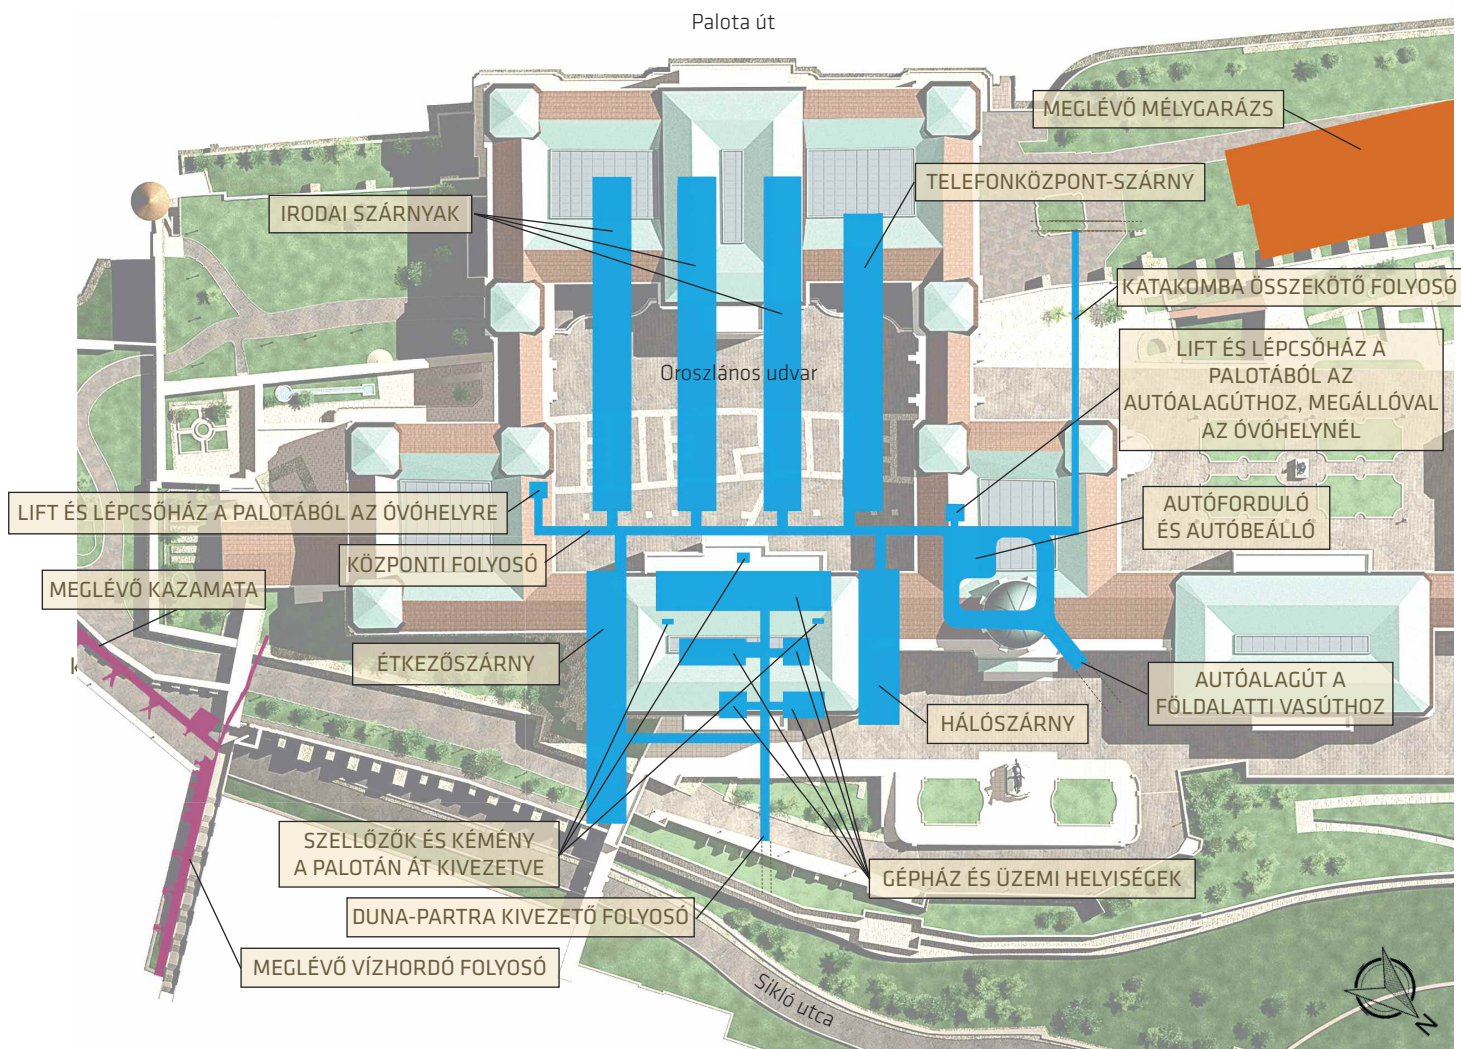 Palota út
MEGLÉVŐ MÉLYGARÁZS
TELEFONKÖZPONT-SZÁRNY
IRODAI SZÁRNYAK
KATAKOMBA ÖSSZEKÖTŐ FOLYOSÓ
LIFT ÉS LÉPCSŐHÁZ A
PALOTÁBÓL AZ
AUTÓALAGÚTHOZ, MEGÁLLÓVAL
AZ ÓVÓHELYNÉL
Oroszlános udvar
LIFT ÉS LÉPCSŐHÁZ A PALOTÁBÓL AZ ÓVÓHELYRE
AUTÓFORDULÓ
ÉS AUTÓBEÁLLÓ
KÖZPONTI FOLYOSÓ
MEGLÉVŐ KAZAMATA
ÉTKEZŐSZÁRNY
AUTÓALAGÚT A
FÖLDALATTI VASÚTHOZ
HÁLÓSZÁRNY
SZELLŐZŐK ÉS KÉMÉNY
A PALOTÁN ÁT KIVEZETVE
GÉPHÁZ ÉS ÜZEMI HELYISÉGEK
DUNA-PARTRA KIVEZETŐ FOLYOSÓ
MEGLÉVŐ VÍZHORDÓ FOLYOSÓ
Sikló utca
N